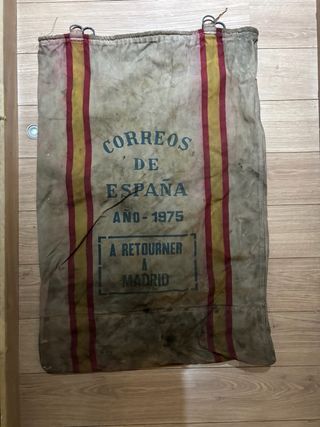 CORREOS
DE
ESPAÑA
AÑO - 1975
A RETOURNER
A
MADRID